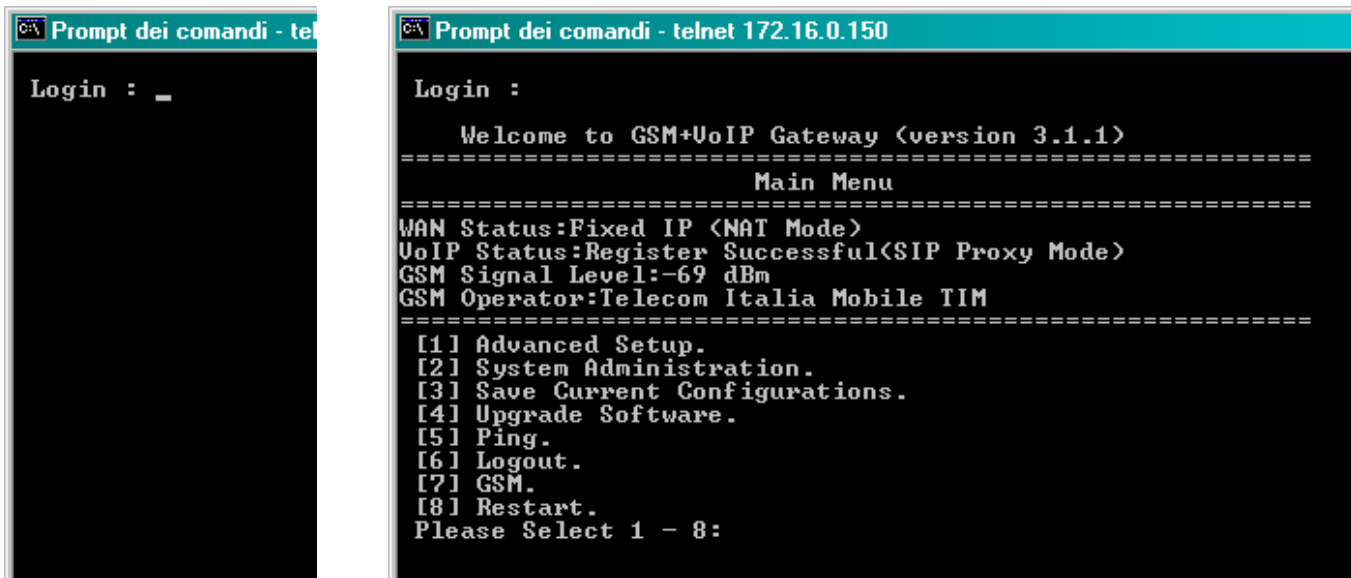 Prompt dei comandi - tel
Login : _
Prompt dei comandi - telnet 172.16.0.150
Login :
Welcome to GSM+VoIP Gateway (version 3.1.1)
============================================================
Main Menu
============================================================
WAN Status:Fixed IP (NAT Mode)
VoIP Status:Register Successful(SIP Proxy Mode)
GSM Signal Level:-69 dBm
GSM Operator:Telecom Italia Mobile TIM
============================================================
[1] Advanced Setup.
[2] System Administration.
[3] Save Current Configurations.
[4] Upgrade Software.
[5] Ping.
[6] Logout.
[7] GSM.
[8] Restart.
Please Select 1 - 8: